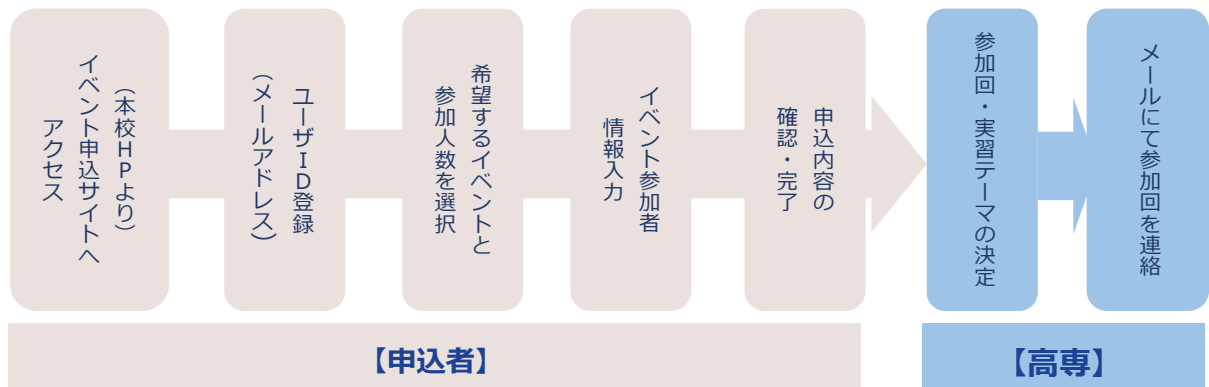 （本校HPより）
イベント申込サイトへ
アクセス
ユーザID登録
（メールアドレス）
希望するイベントと
参加人数を選択
イベント参加者
情報入力
申込内容の
確認・完了
参加回・実習テーマの決定
メールにて参加回を連絡
【申込者】
【高専】